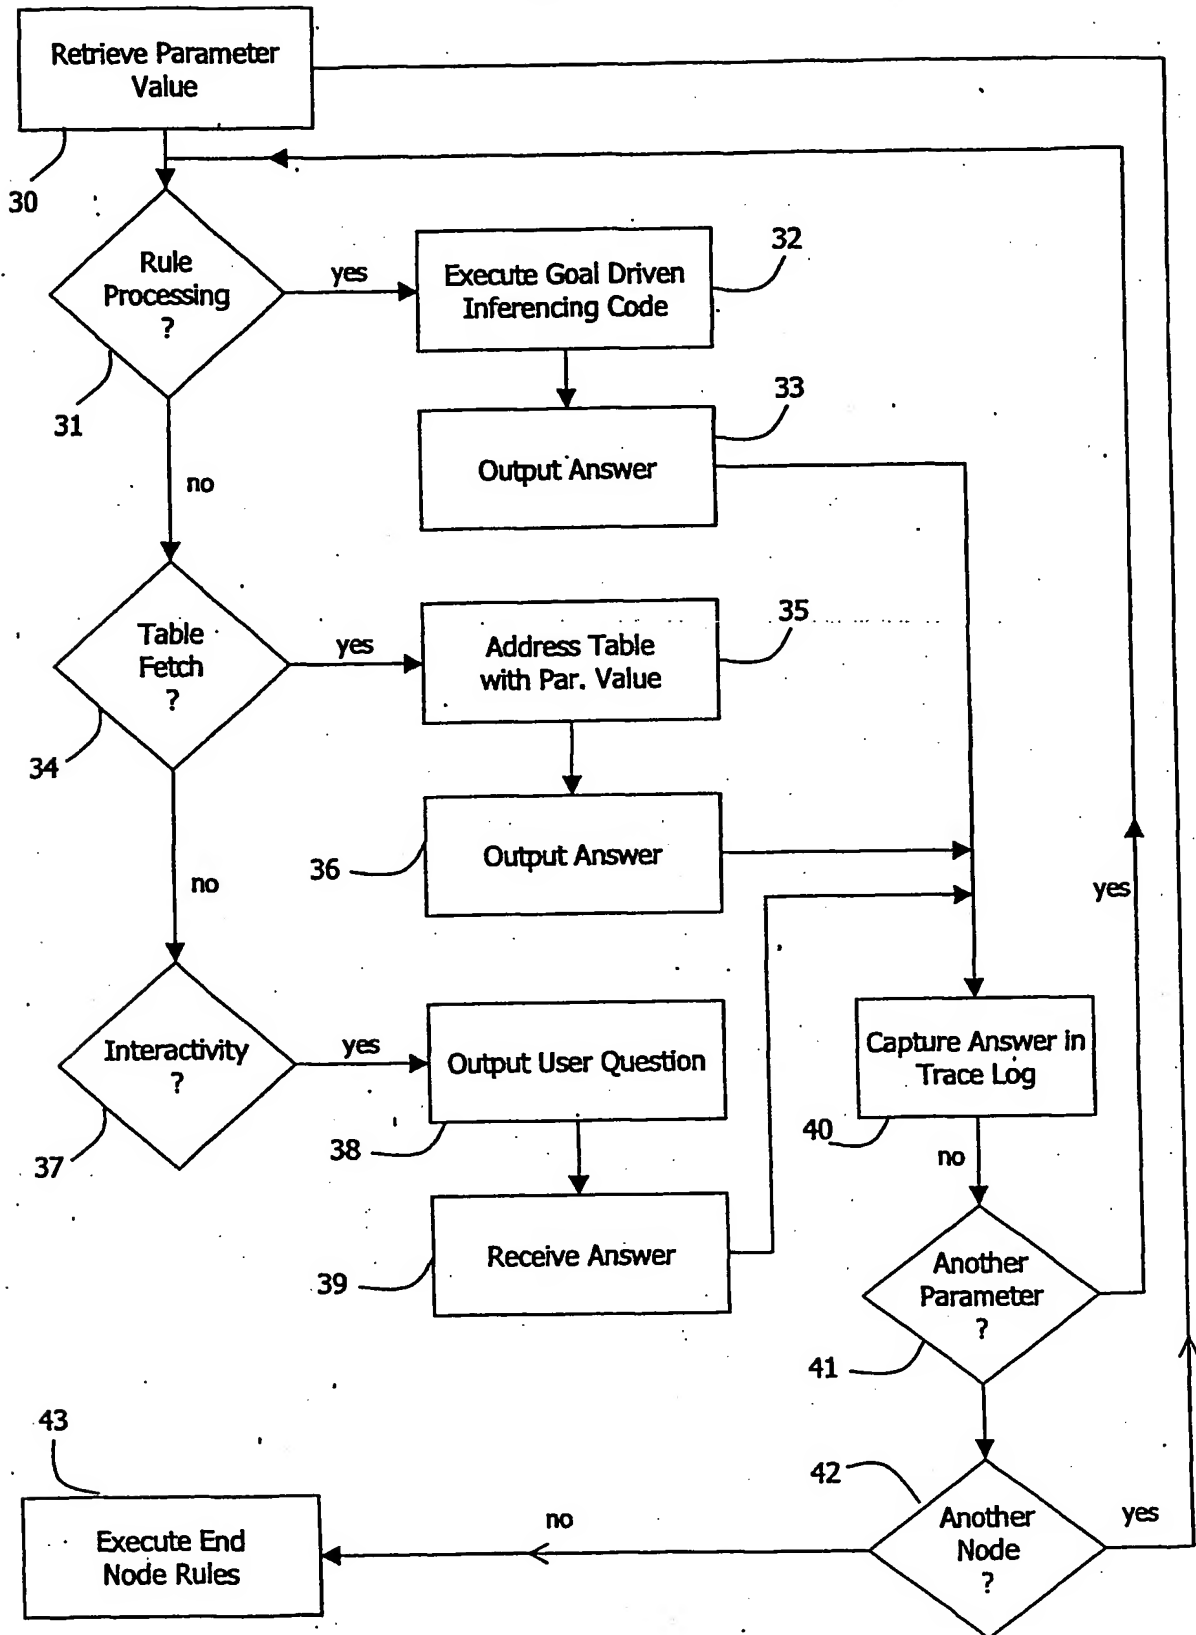 Retrieve Parameter
Value
30
Rule
Processing
?
31
yes
Execute Goal Driven
Inferencing Code
32
33
Output Answer
no
Table
Fetch
?
34
yes
Address Table
with Par. Value
35
36
Output Answer
no
yes
Interactivity
?
37
yes
Output User Question
38
Capture Answer in
Trace Log
40
no
Receive Answer
39
Another
Parameter
?
41
43
42
Another
Node
?
yes
no
Execute End
Node Rules